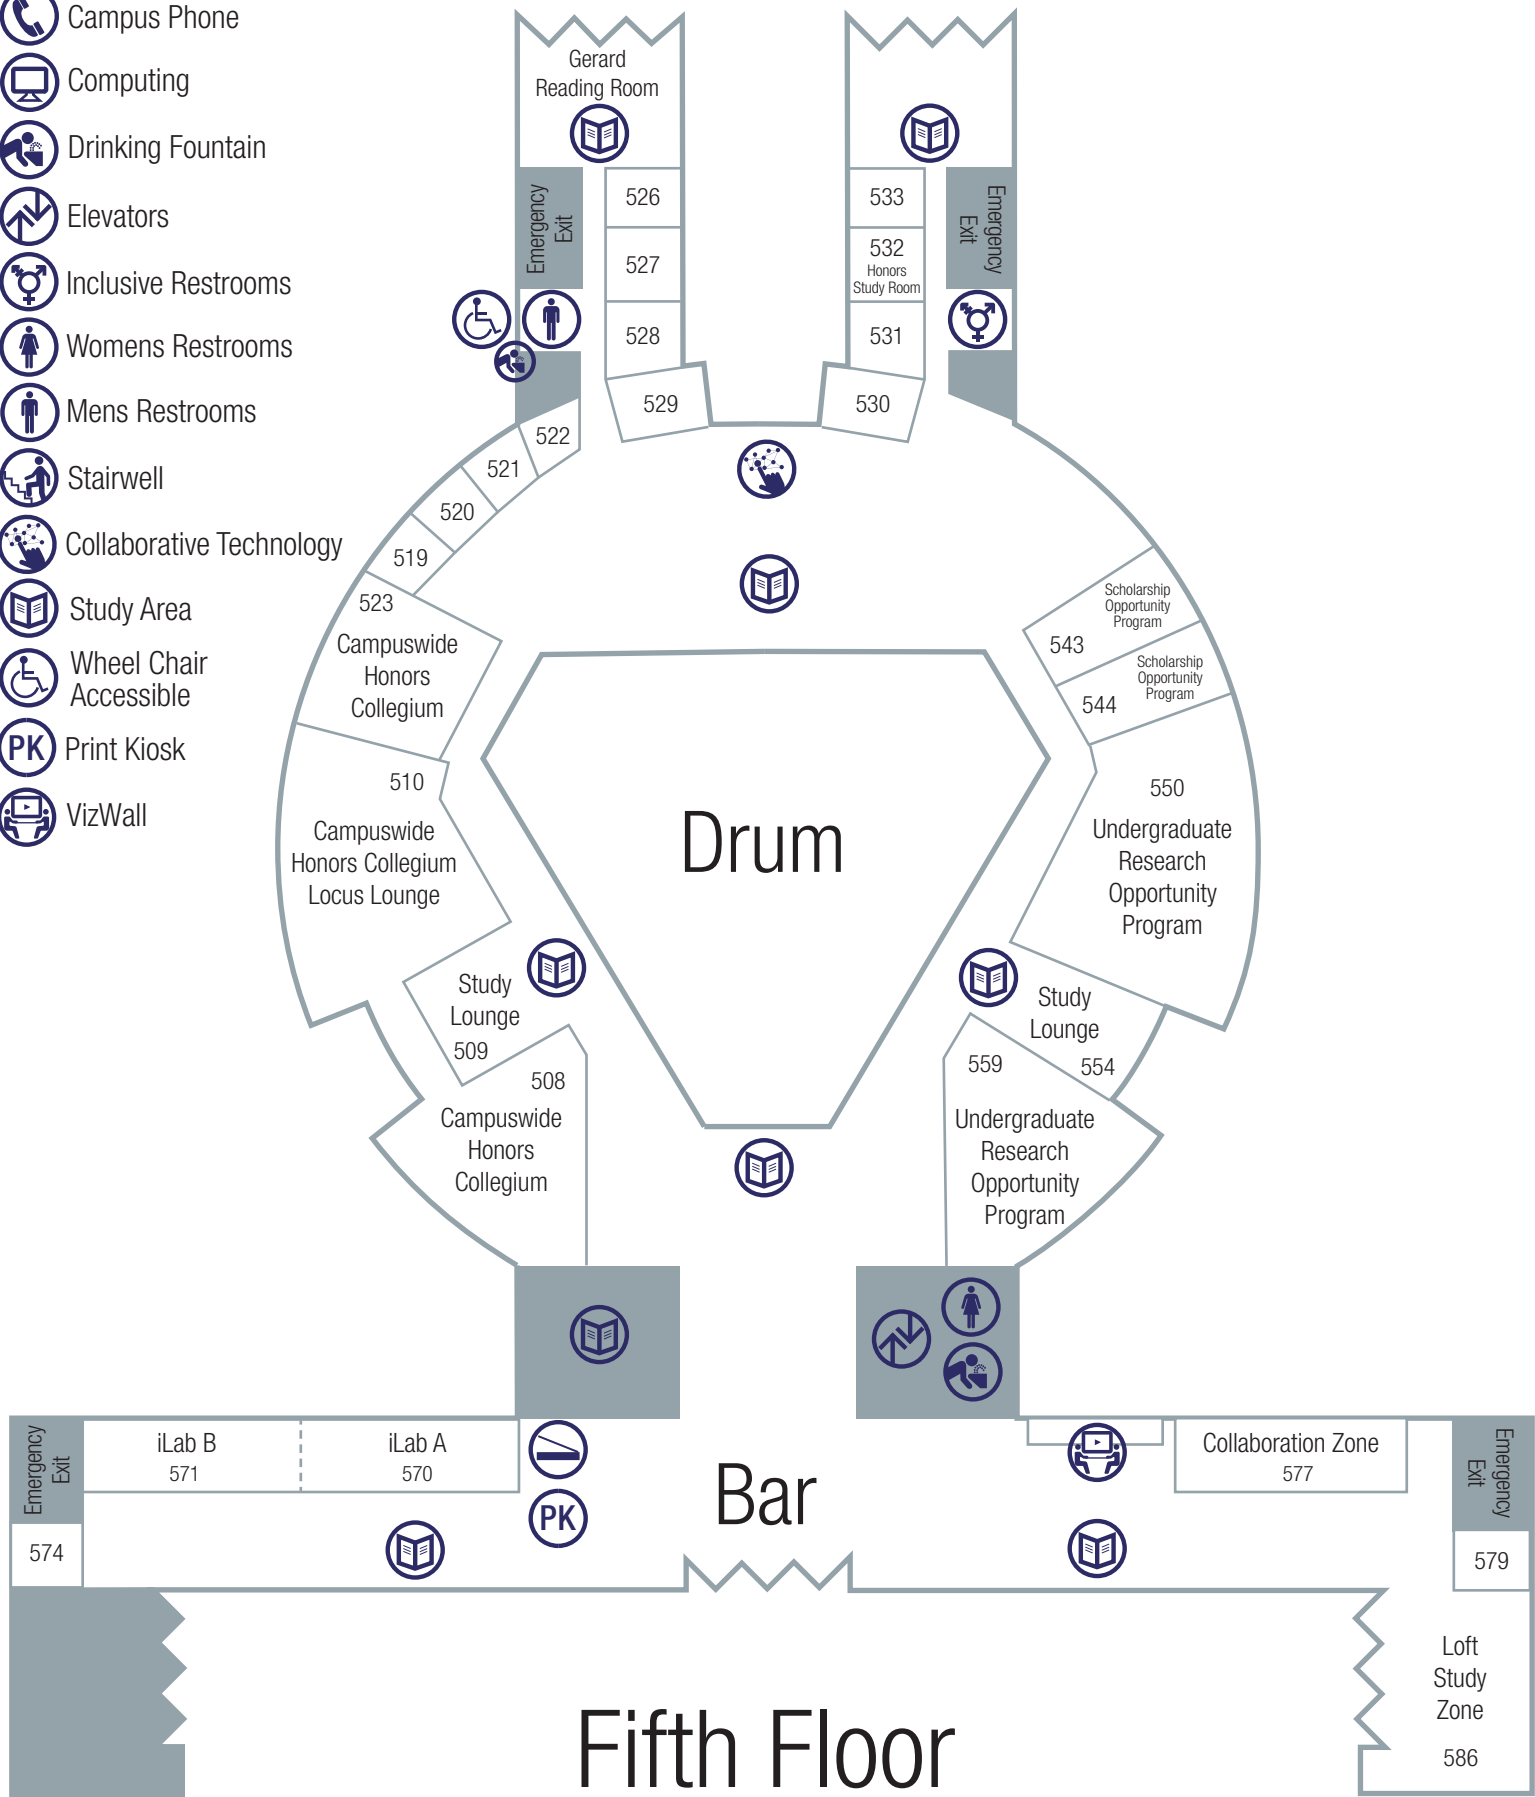 Campus Phone
Computing
Drinking Fountain
Elevators
Inclusive Restrooms
Womens Restrooms
Mens Restrooms
Stairwell
Collaborative Technology
Study Area
Wheel Chair
Accessible
PK
Print Kiosk
VizWall
Gerard
Reading Room
Emergency
Exit
526
527
528
529
533
532
Honors
Study Room
531
530
Emergency
Exit
522
521
520
519
523
Campuswide
Honors
Collegium
510
Campuswide
Honors Collegium
Locus Lounge
Study
Lounge
509
508
Campuswide
Honors
Collegium
Drum
Scholarship
Opportunity
Program
543
Scholarship
Opportunity
Program
544
550
Undergraduate
Research
Opportunity
Program
Study
Lounge
554
559
Undergraduate
Research
Opportunity
Program
Emergency
Exit
iLab B
571
iLab A
570
PK
574
Bar
Collaboration Zone
577
Emergency
Exit
579
Loft
Study
Zone
586
Fifth Floor